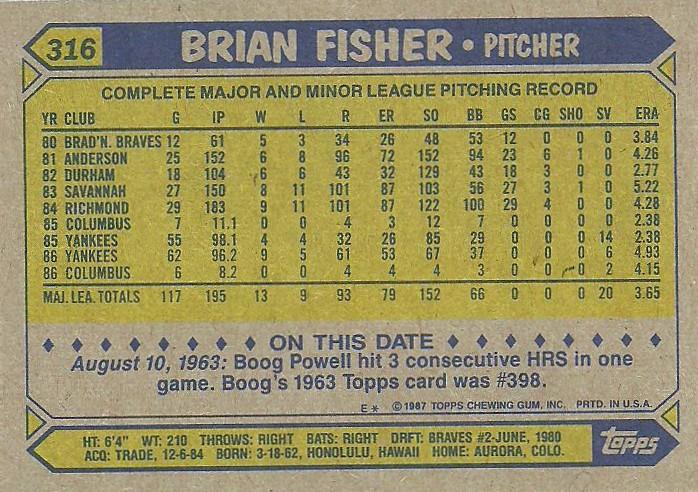 316 BRIAN FISHER • PITCHER
COMPLETE MAJOR AND MINOR LEAGUE PITCHING RECORD
YR CLUB G IP W L R ER SO BB GS CG SHO SV ERA
80 BRAD'N. BRAVES 12 61 5 3 34 26 48 53 12 0 0 0 3.84
81 ANDERSON 25 152 6 8 96 72 152 94 23 6 1 0 4.26
82 DURHAM 18 104 6 6 43 32 129 43 18 3 0 0 2.77
83 SAVANNAH 27 150 8 11 101 87 103 56 27 3 1 0 5.22
84 RICHMOND 29 183 9 11 101 87 122 100 29 4 0 0 4.28
85 COLUMBUS 7 11.1 0 0 4 3 12 7 0 0 0 0 2.38
85 YANKEES 55 98.1 4 4 32 26 85 29 0 0 0 14 2.38
86 YANKEES 62 96.2 9 5 61 53 67 37 0 0 0 6 4.93
86 COLUMBUS 6 8.2 0 0 4 4 4 3 0 0 0 2 4.15
MAJ. LEA. TOTALS 117 195 13 9 93 79 152 66 0 0 0 20 3.65
♦ ♦ ♦ ♦ ♦ ♦ ♦ ♦ ON THIS DATE ♦ ♦ ♦ ♦ ♦ ♦ ♦ ♦
August 10, 1963: Boog Powell hit 3 consecutive HRS in one
game. Boog's 1963 Topps card was #398.
E* ©1987 TOPPS CHEWING GUM, INC. PRTD. IN U.S.A.
HT: 6'4" WT: 210 THROWS: RIGHT BATS: RIGHT DRFT: BRAVES #2-JUNE, 1980
ACQ: TRADE, 12-6-84 BORN: 3-18-62, HONOLULU, HAWAII HOME: AURORA, COLO.
TOPPS